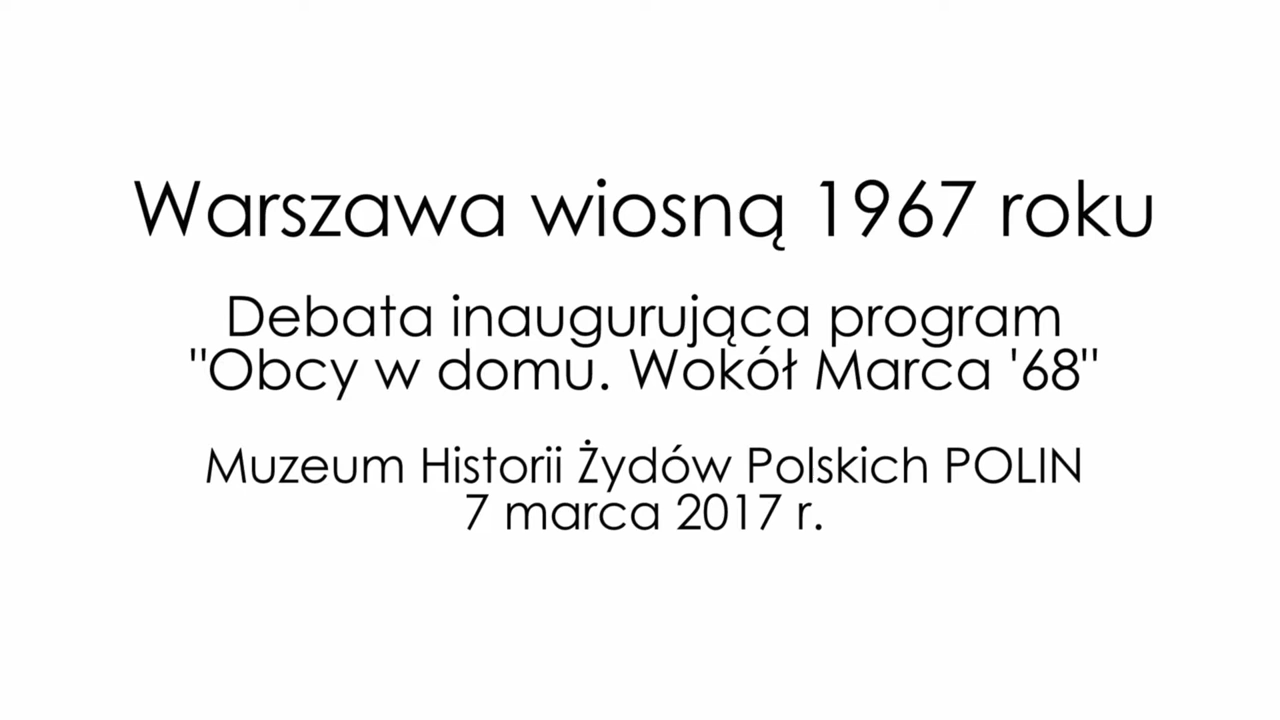 Warszawa wiosną 1967 roku
Debata inaugurująca program
"Obcy w domu. Wokół Marca '68"
Muzeum Historii Żydów Polskich POLIN
7 marca 2017 r.